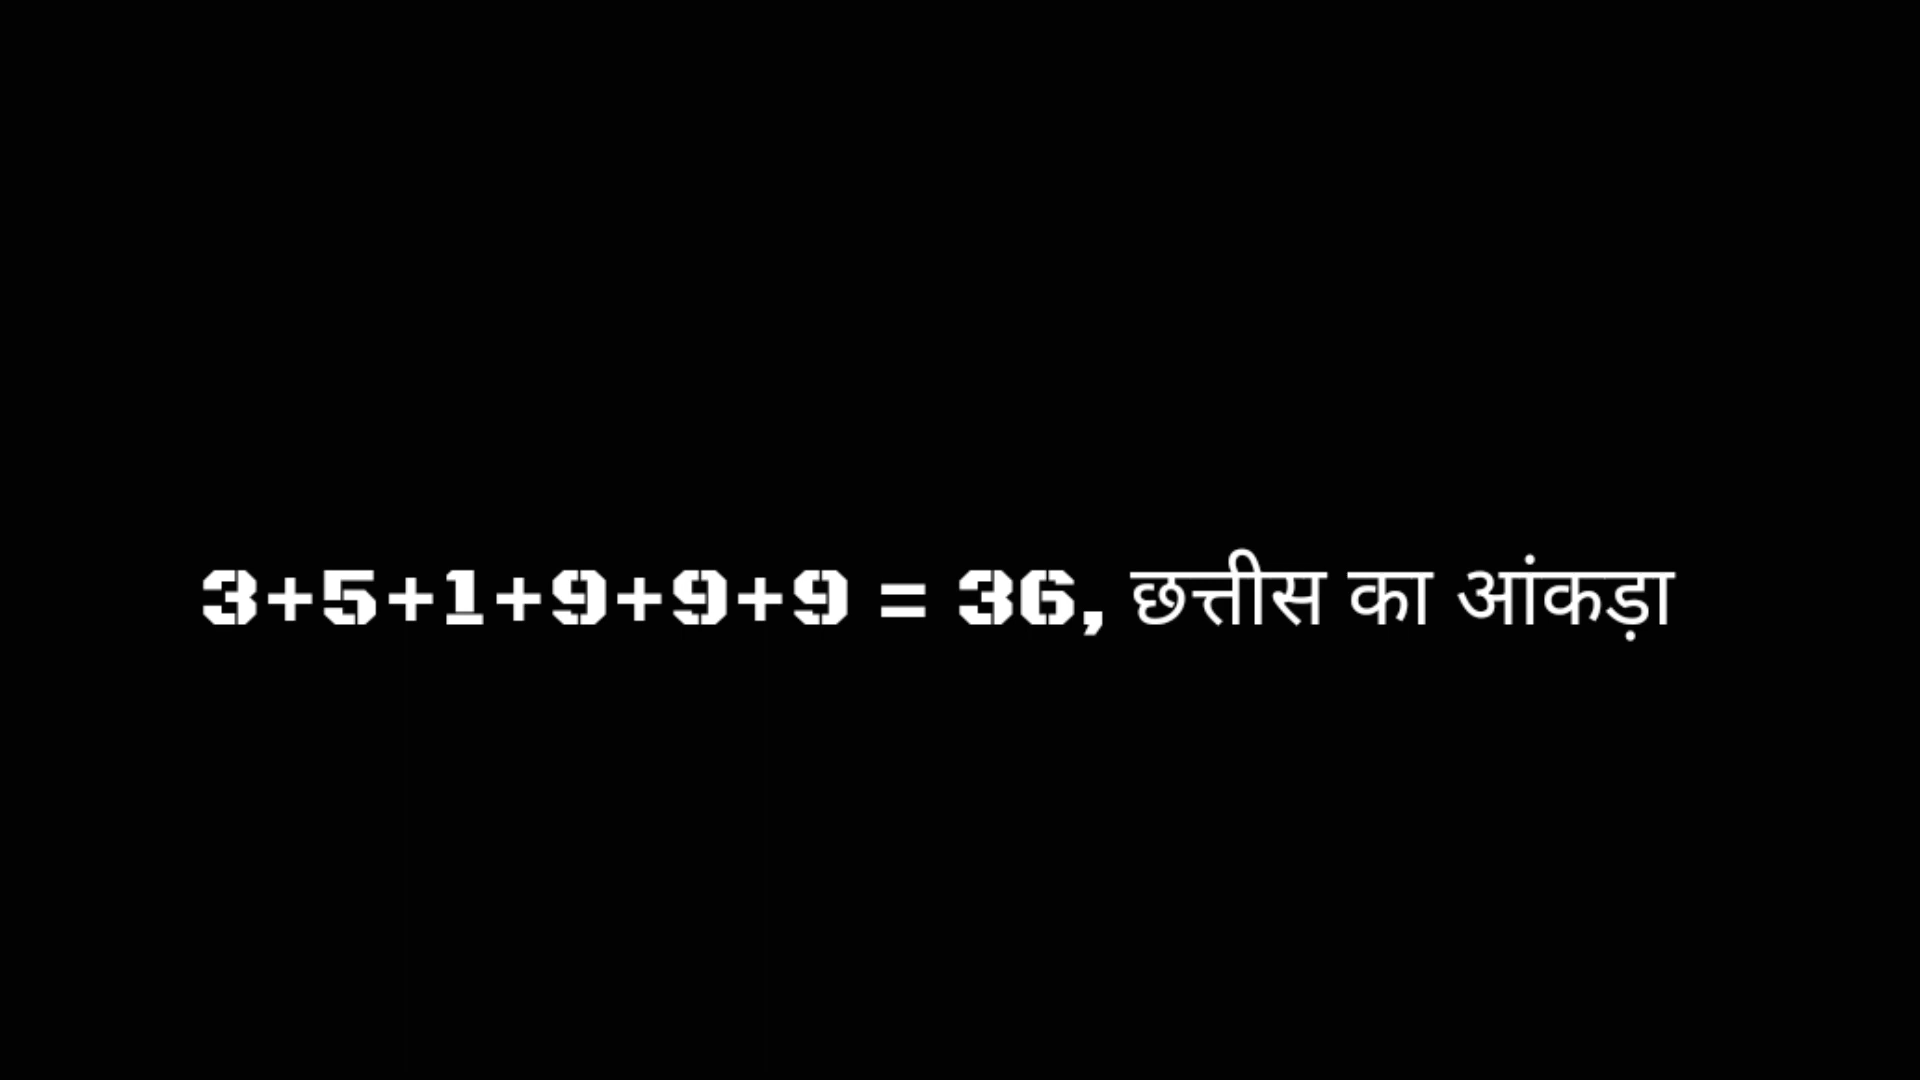 3+5+1+9+9+9 = 36, छत्तीस का आंकड़ा